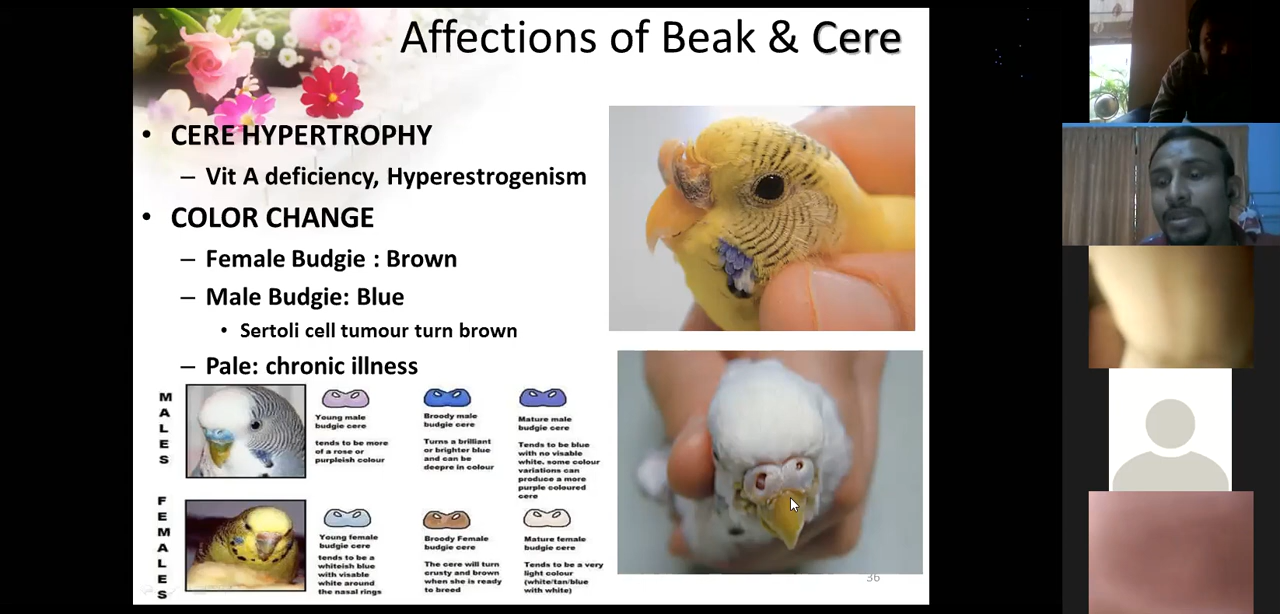 Affections of Beak & Cere
• CERE HYPERTROPHY
– Vit A deficiency, Hyperestrogenism
• COLOR CHANGE
– Female Budgie : Brown
– Male Budgie: Blue
• Sertoli cell tumour turn brown
– Pale: chronic illness
MALES
Young male
budgie cere
tends to be more
of a rose or
purpleish colour
Broody male
budgie cere
Turns a brilliant
or brighter blue
and can be
deepre in colour
Mature male
budgie cere
Tends to be blue
with no visable
white, some colour
variations can
produce a more
purple coloured
cere
FEMALES
Young female
budgie cere
tends to be a
whiteish blue
with visable
white around
the nasal rings
Broody Female
budgie cere
The cere will turn
crusty and brown
when she is ready
to breed
Mature female
budgie cere
Tends to be a very
light colour
(white/tan/blue
with white)
36